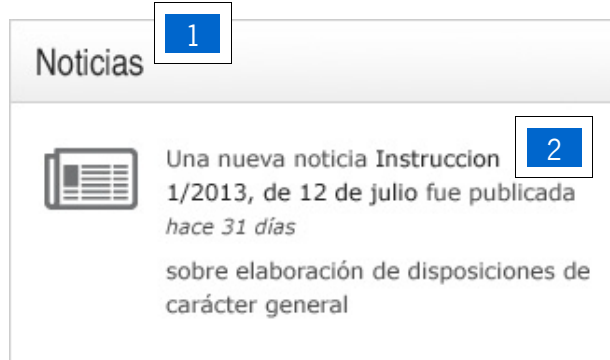 Noticias 1
Una nueva noticia Instruccion 2
1/2013, de 12 de julio fue publicada
hace 31 días
sobre elaboración de disposiciones de
carácter general